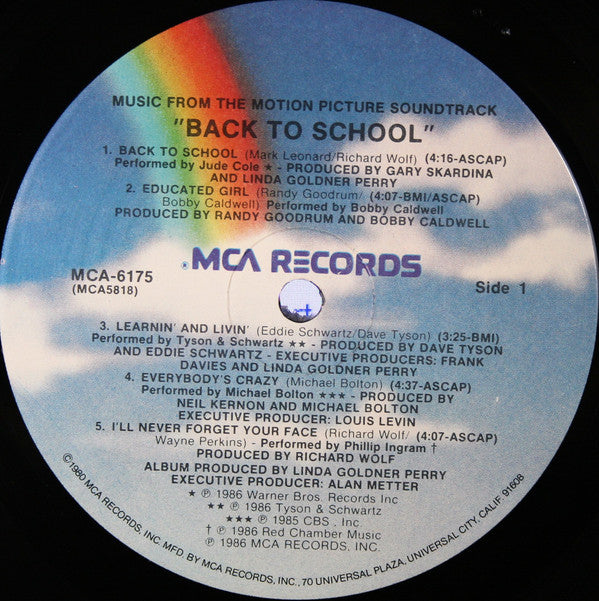 MUSIC FROM THE MOTION PICTURE SOUNDTRACK
"BACK TO SCHOOL"
1. BACK TO SCHOOL (Mark Leonard/Richard Wolf) (4:16-ASCAP)
Performed by Jude Cole ★ - PRODUCED BY GARY SKARDINA
AND LINDA GOLDNER PERRY
2. EDUCATED GIRL (Randy Goodrum/ (4:07-BMI/ASCAP)
Bobby Caldwell) Performed by Bobby Caldwell
PRODUCED BY RANDY GOODRUM AND BOBBY CALDWELL
®MCA RECORDS
MCA-6175
(MCA5818)
Side 1
3. LEARNIN' AND LIVIN' (Eddie Schwartz/Dave Tyson) (3:25-BMI)
Performed by Tyson & Schwartz ★★ - PRODUCED BY DAVE TYSON
AND EDDIE SCHWARTZ - EXECUTIVE PRODUCERS: FRANK
DAVIES AND LINDA GOLDNER PERRY
4. EVERYBODY'S CRAZY (Michael Bolton) (4:37-ASCAP)
Performed by Michael Bolton ★★★ - PRODUCED BY
NEIL KERNON AND MICHAEL BOLTON
EXECUTIVE PRODUCER: LOUIS LEVIN
5. I'LL NEVER FORGET YOUR FACE (Richard Wolf/ (4:07-ASCAP)
Wayne Perkins) - Performed by Phillip Ingram †
PRODUCED BY RICHARD WOLF
ALBUM PRODUCED BY LINDA GOLDNER PERRY
EXECUTIVE PRODUCER: ALAN METTER
★ ℗ 1986 Warner Bros. Records Inc
★★ ℗ 1986 Tyson & Schwartz
★★★ ℗ 1985 CBS , Inc.
† ℗ 1986 Red Chamber Music
℗ 1986 MCA RECORDS, INC.
©1980 MCA RECORDS, INC. MFD. BY MCA RECORDS, INC., 70 UNIVERSAL PLAZA, UNIVERSAL CITY, CALIF. 91608